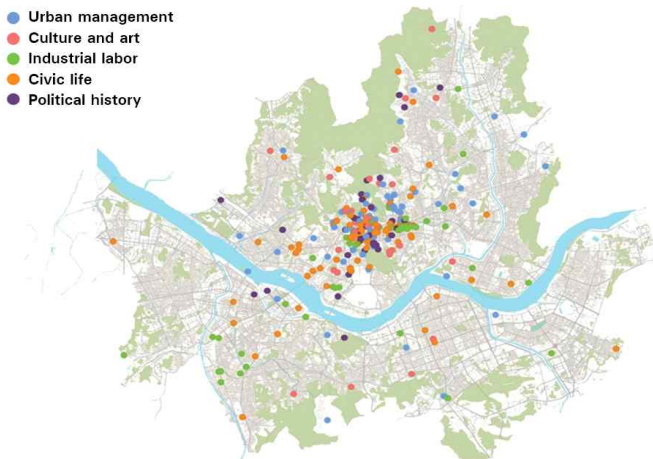 Urban management
Culture and art
Industrial labor
Civic life
Political history